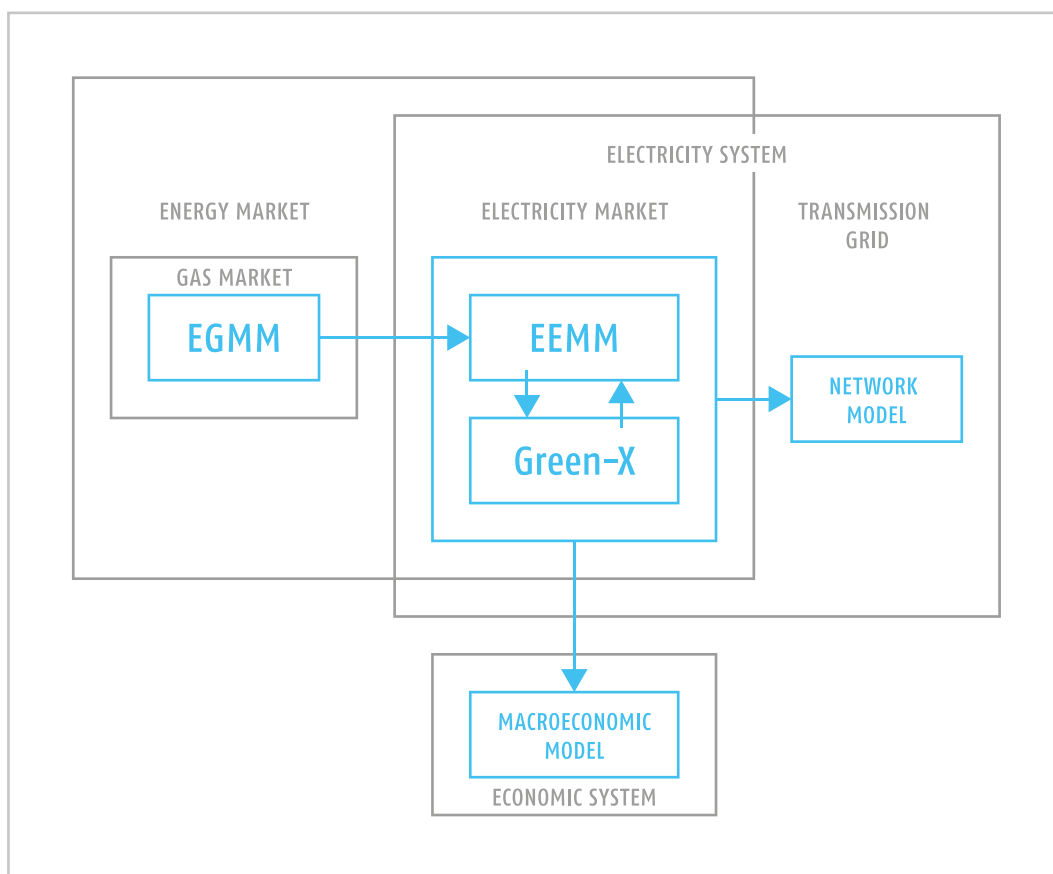 ELECTRICITY SYSTEM
ENERGY MARKET
ELECTRICITY MARKET
TRANSMISSION
GRID
GAS MARKET
EGMM
EEMM
Green-X
NETWORK
MODEL
MACROECONOMIC
MODEL
ECONOMIC SYSTEM